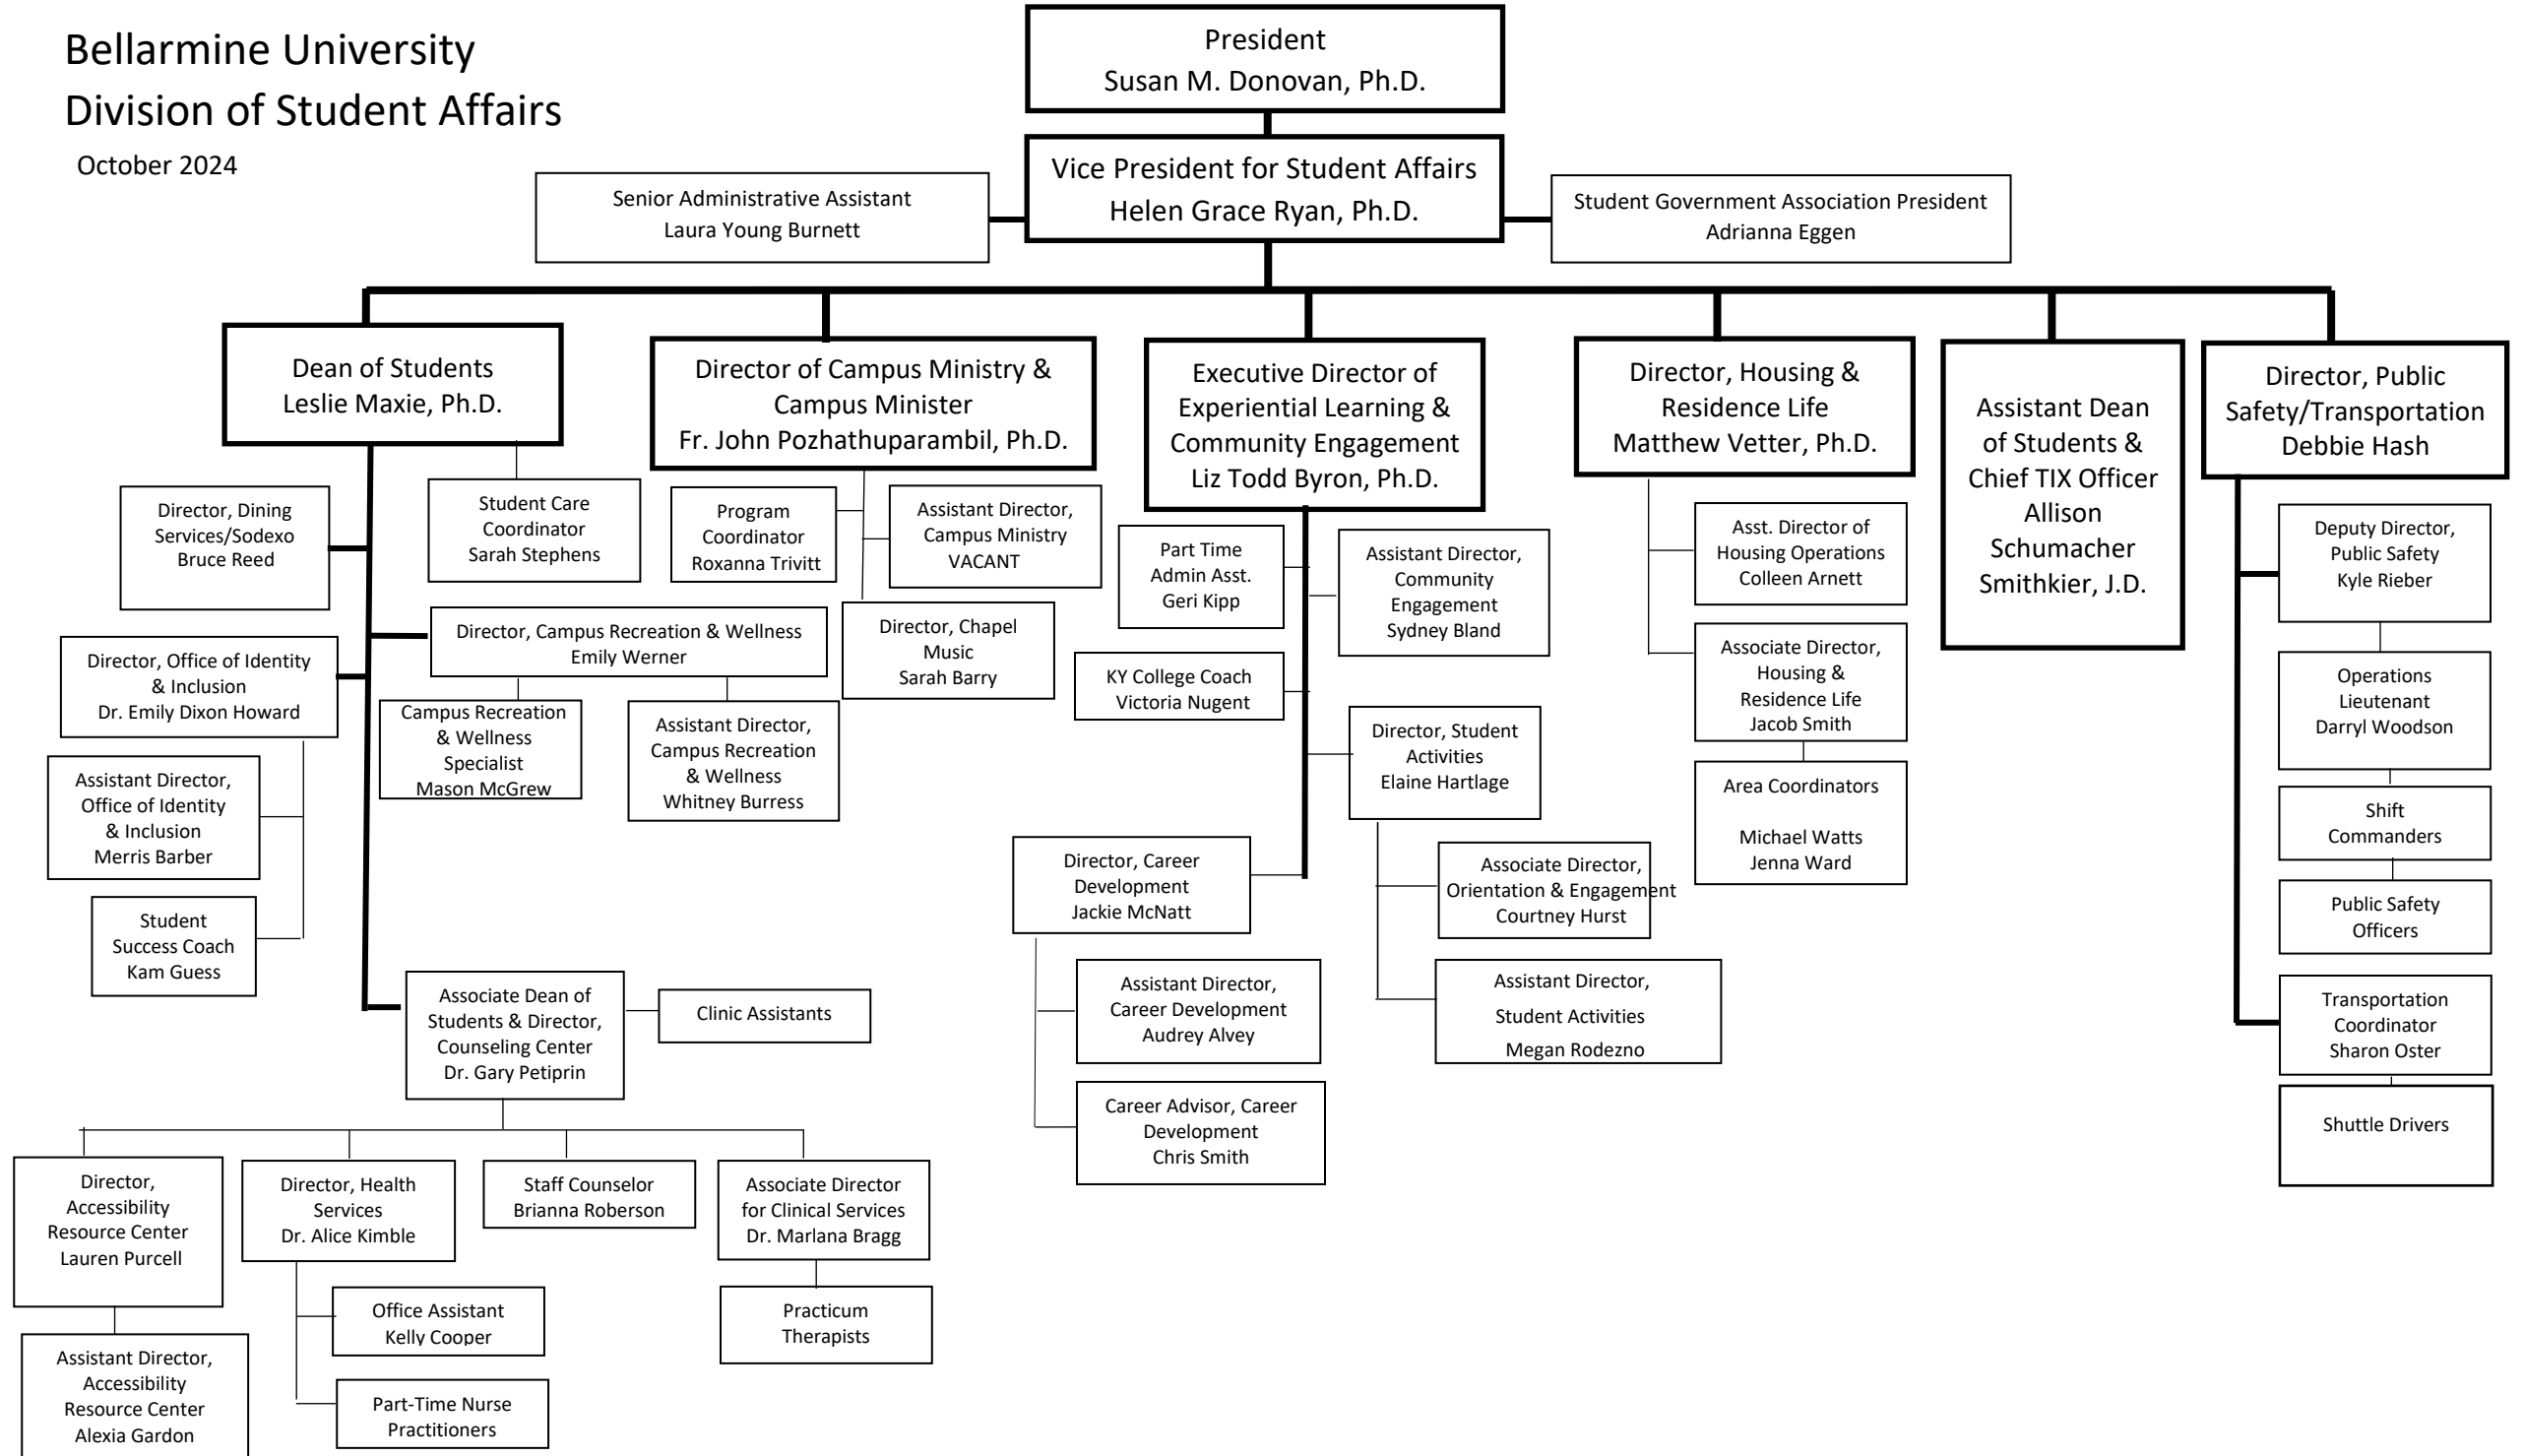 Bellarmine University
Division of Student Affairs
October 2024
President
Susan M. Donovan, Ph.D.
Vice President for Student Affairs
Helen Grace Ryan, Ph.D.
Senior Administrative Assistant
Laura Young Burnett
Student Government Association President
Adrianna Eggen
Dean of Students
Leslie Maxie, Ph.D.
Director of Campus Ministry &
Campus Minister
Fr. John Pozhathuparambil, Ph.D.
Executive Director of
Experiential Learning &
Community Engagement
Liz Todd Byron, Ph.D.
Director, Housing &
Residence Life
Matthew Vetter, Ph.D.
Assistant Dean
of Students &
Chief TIX Officer
Allison
Schumacher
Smithkier, J.D.
Director, Public
Safety/Transportation
Debbie Hash
Director, Dining
Services/Sodexo
Bruce Reed
Student Care
Coordinator
Sarah Stephens
Director, Campus Recreation & Wellness
Emily Werner
Director, Office of Identity
& Inclusion
Dr. Emily Dixon Howard
Campus Recreation
& Wellness
Specialist
Mason McGrew
Assistant Director,
Campus Recreation
& Wellness
Whitney Burress
Assistant Director,
Office of Identity
& Inclusion
Merris Barber
Student
Success Coach
Kam Guess
Associate Dean of
Students & Director,
Counseling Center
Dr. Gary Petiprin
Clinic Assistants
Director,
Accessibility
Resource Center
Lauren Purcell
Director, Health
Services
Dr. Alice Kimble
Staff Counselor
Brianna Roberson
Associate Director
for Clinical Services
Dr. Marlana Bragg
Office Assistant
Kelly Cooper
Practicum
Therapists
Assistant Director,
Accessibility
Resource Center
Alexia Gardon
Part-Time Nurse
Practitioners
Program
Coordinator
Roxanna Trivitt
Assistant Director,
Campus Ministry
VACANT
Director, Chapel
Music
Sarah Barry
Part Time
Admin Asst.
Geri Kipp
Assistant Director,
Community
Engagement
Sydney Bland
KY College Coach
Victoria Nugent
Director, Student
Activities
Elaine Hartlage
Director, Career
Development
Jackie McNatt
Associate Director,
Orientation & Engagement
Courtney Hurst
Assistant Director,
Student Activities
Megan Rodezno
Assistant Director,
Career Development
Audrey Alvey
Career Advisor, Career
Development
Chris Smith
Asst. Director of
Housing Operations
Colleen Arnett
Associate Director,
Housing &
Residence Life
Jacob Smith
Area Coordinators
Michael Watts
Jenna Ward
Deputy Director,
Public Safety
Kyle Rieber
Operations
Lieutenant
Darryl Woodson
Shift
Commanders
Public Safety
Officers
Transportation
Coordinator
Sharon Oster
Shuttle Drivers